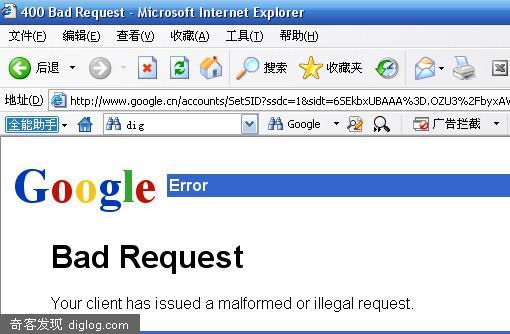 400 Bad Request - Microsoft Internet Explorer
文件(F) 编辑(E) 查看(V) 收藏(A) 工具(T) 帮助(H)
后退 搜索 收藏夹
地址(D) http://www.google.cn/accounts/SetSID?ssdc=1&sidt=6SEkbxUBAAA%3D.OZU3%2FbyxAV
全能助手 dig Google 广告拦截
Google Error
Bad Request
Your client has issued a malformed or illegal request.
奇客发现 diglog.com